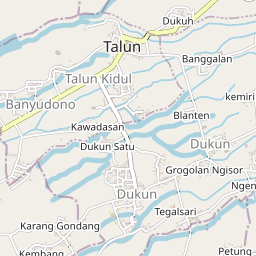 Dukuh
Talun
Banggalan
Talun Kidul
kemiri
Banyudono
Blanten
Kawadasan
Dukun Satu
Dukun
Grogolan Ngisor
Dukun
Tegalsari
Karang Gondang
Kembang
Petung